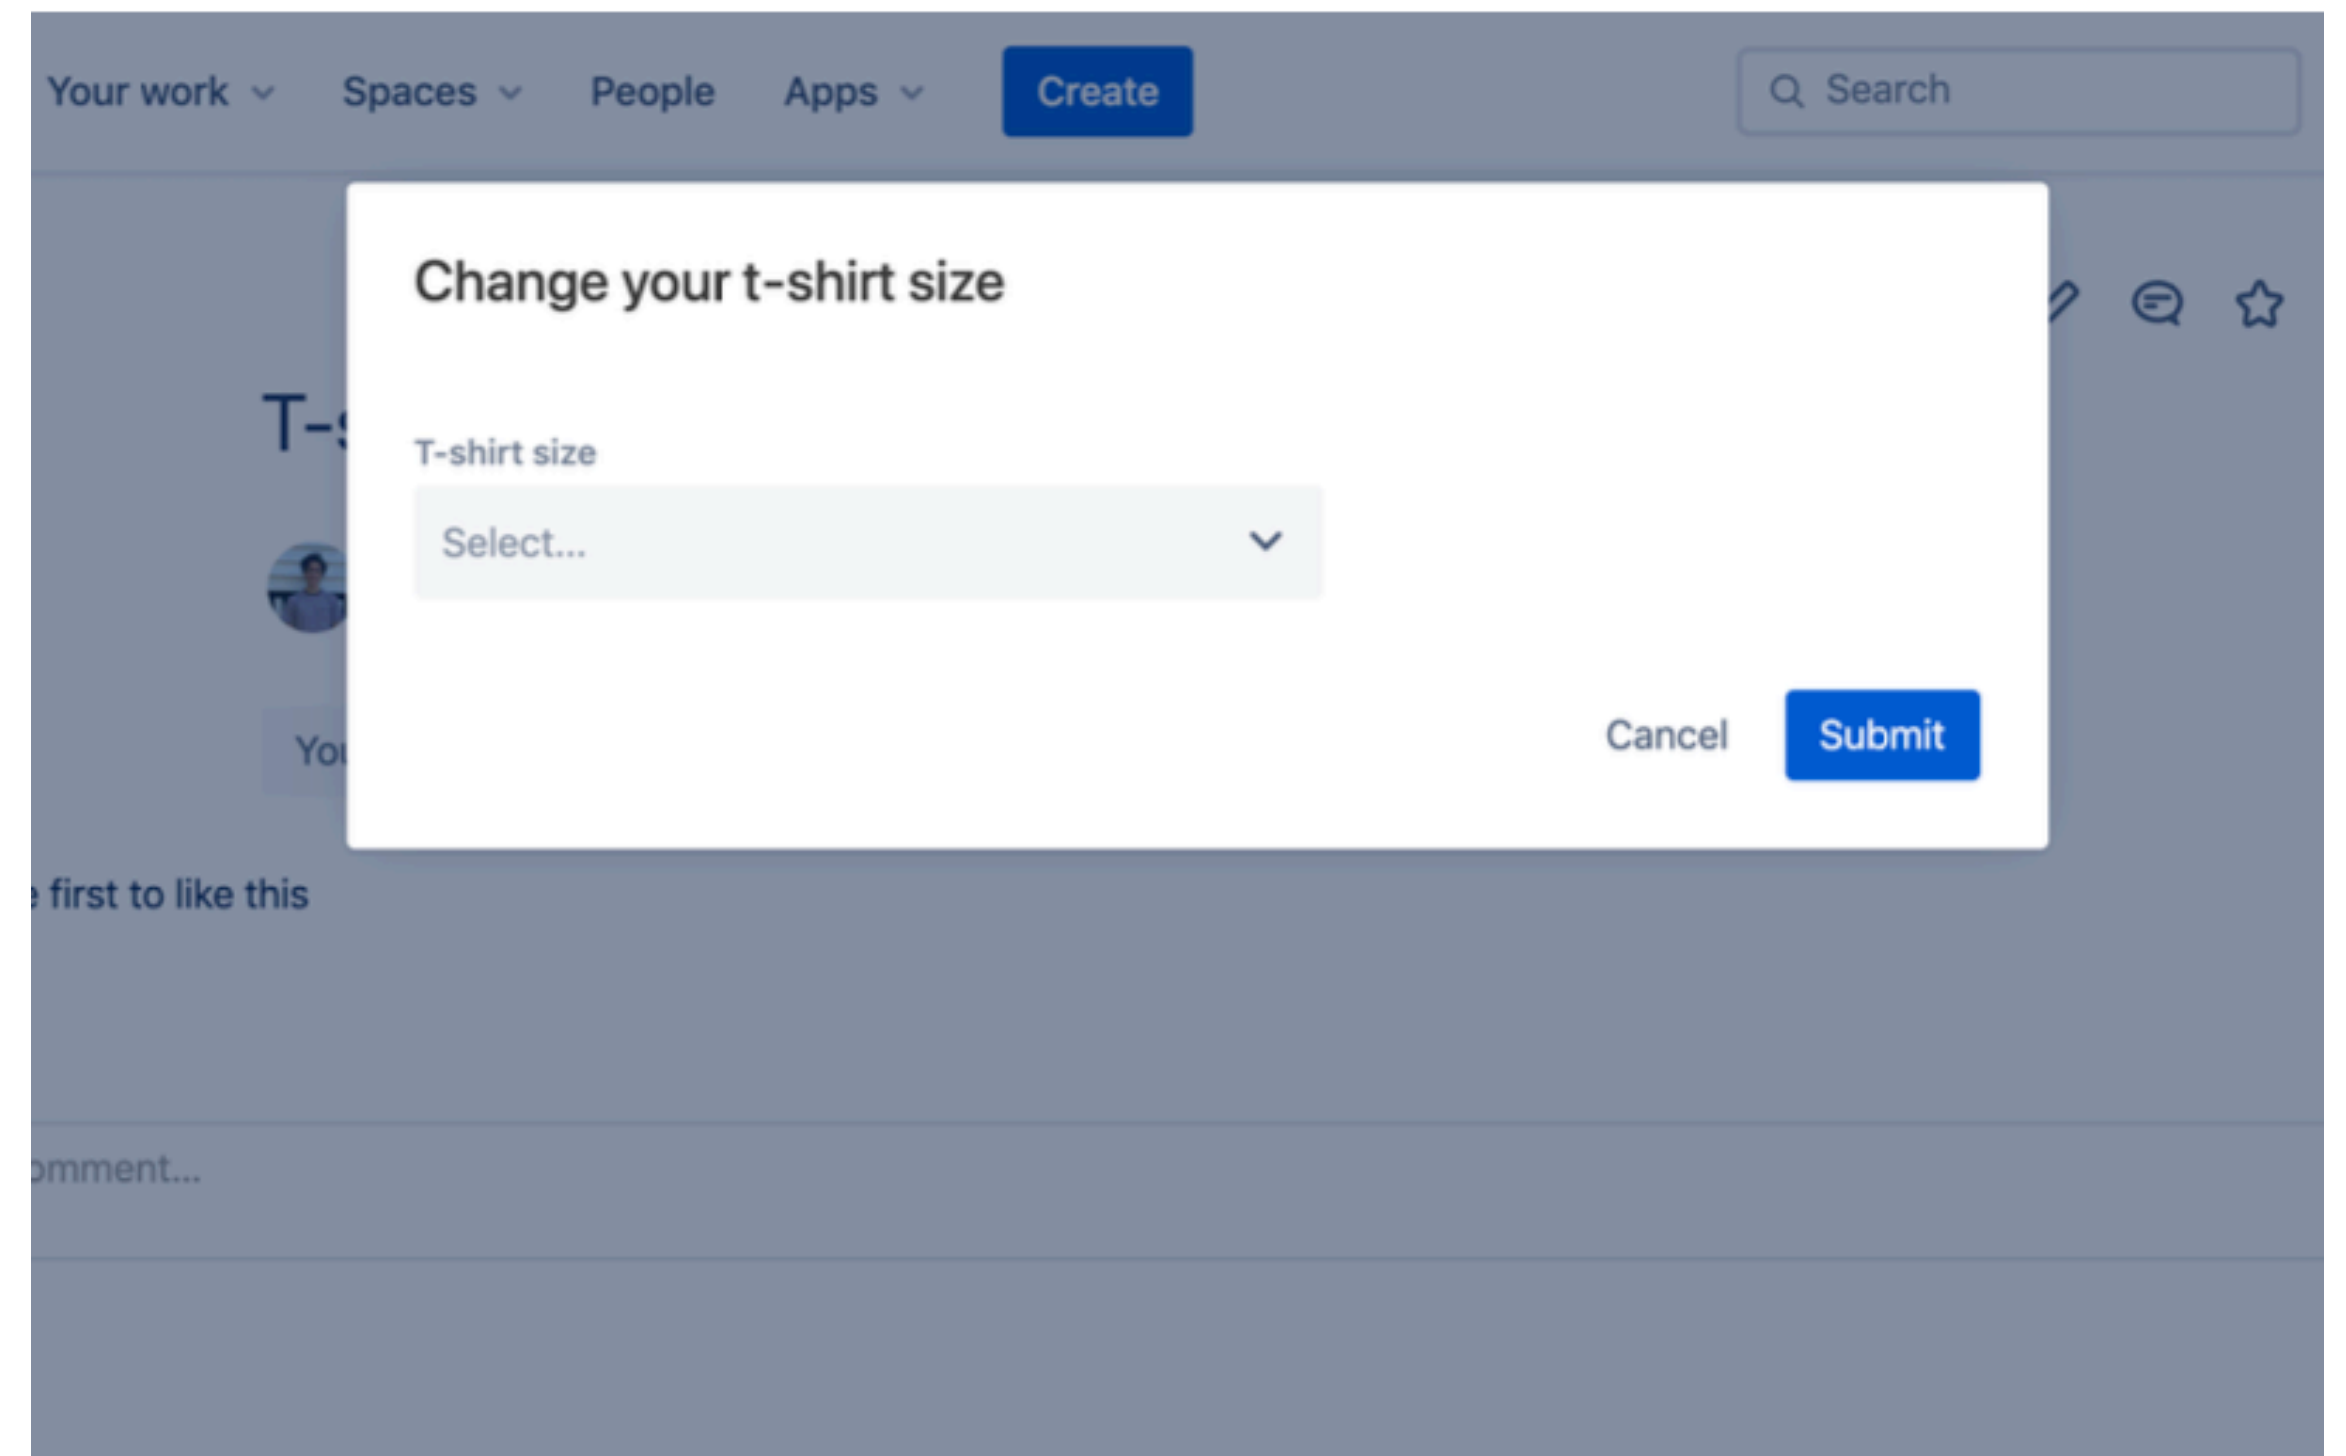 Your work Spaces People Apps Create Search
Change your t-shirt size
T-shirt size
Select...
Cancel Submit
first to like this